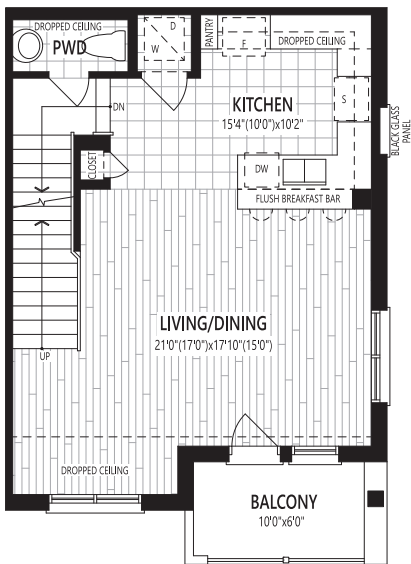 DROPPED CEILING
PWD
D
W
PANTRY
F
DROPPED CEILING
KITCHEN
15'4"(10'0")x10'2"
S
BLACK GLASS
PANEL
DN
CLOSET
DW
FLUSH BREAKFAST BAR
LIVING/DINING
21'0"(17'0")x17'10"(15'0")
UP
DROPPED CEILING
BALCONY
10'0"x6'0"